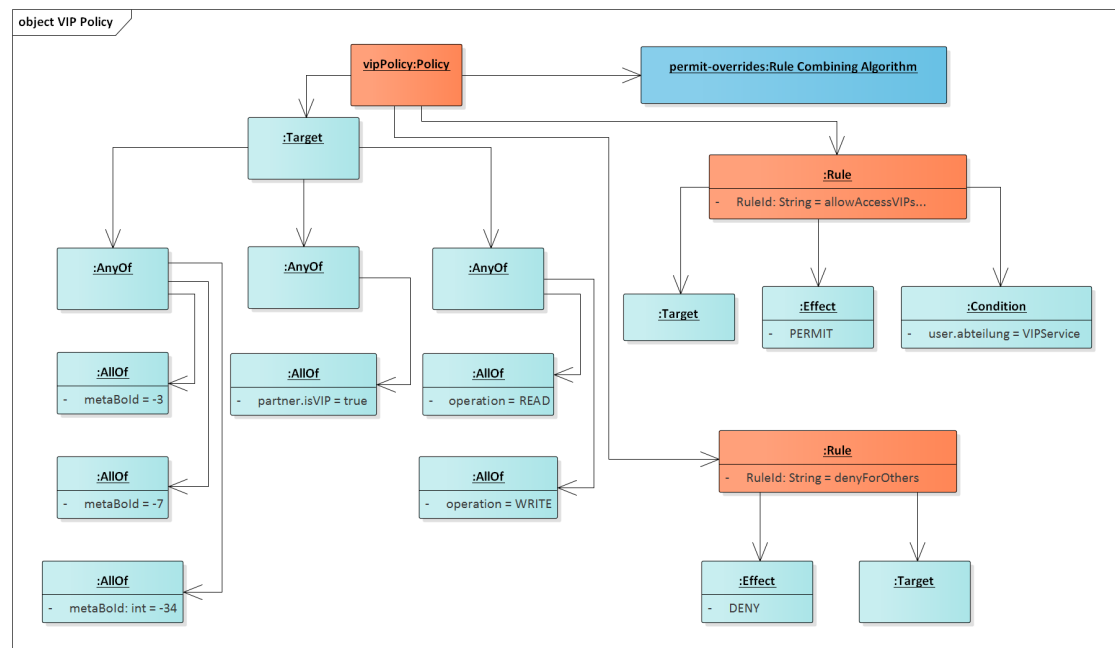 object VIP Policy
vipPolicy:Policy
permit-overrides:Rule Combining Algorithm
:Target
:Rule
- RuleId: String = allowAccessVIPs...
:AnyOf
:AnyOf
:AnyOf
:Target
:Effect
- PERMIT
:Condition
- user.abteilung = VIPService
:AllOf
- metaBoId = -3
:AllOf
- partner.isVIP = true
:AllOf
- operation = READ
:Rule
- RuleId: String = denyForOthers
:AllOf
- metaBoId = -7
:AllOf
- operation = WRITE
:AllOf
- metaBoId: int = -34
:Effect
- DENY
:Target